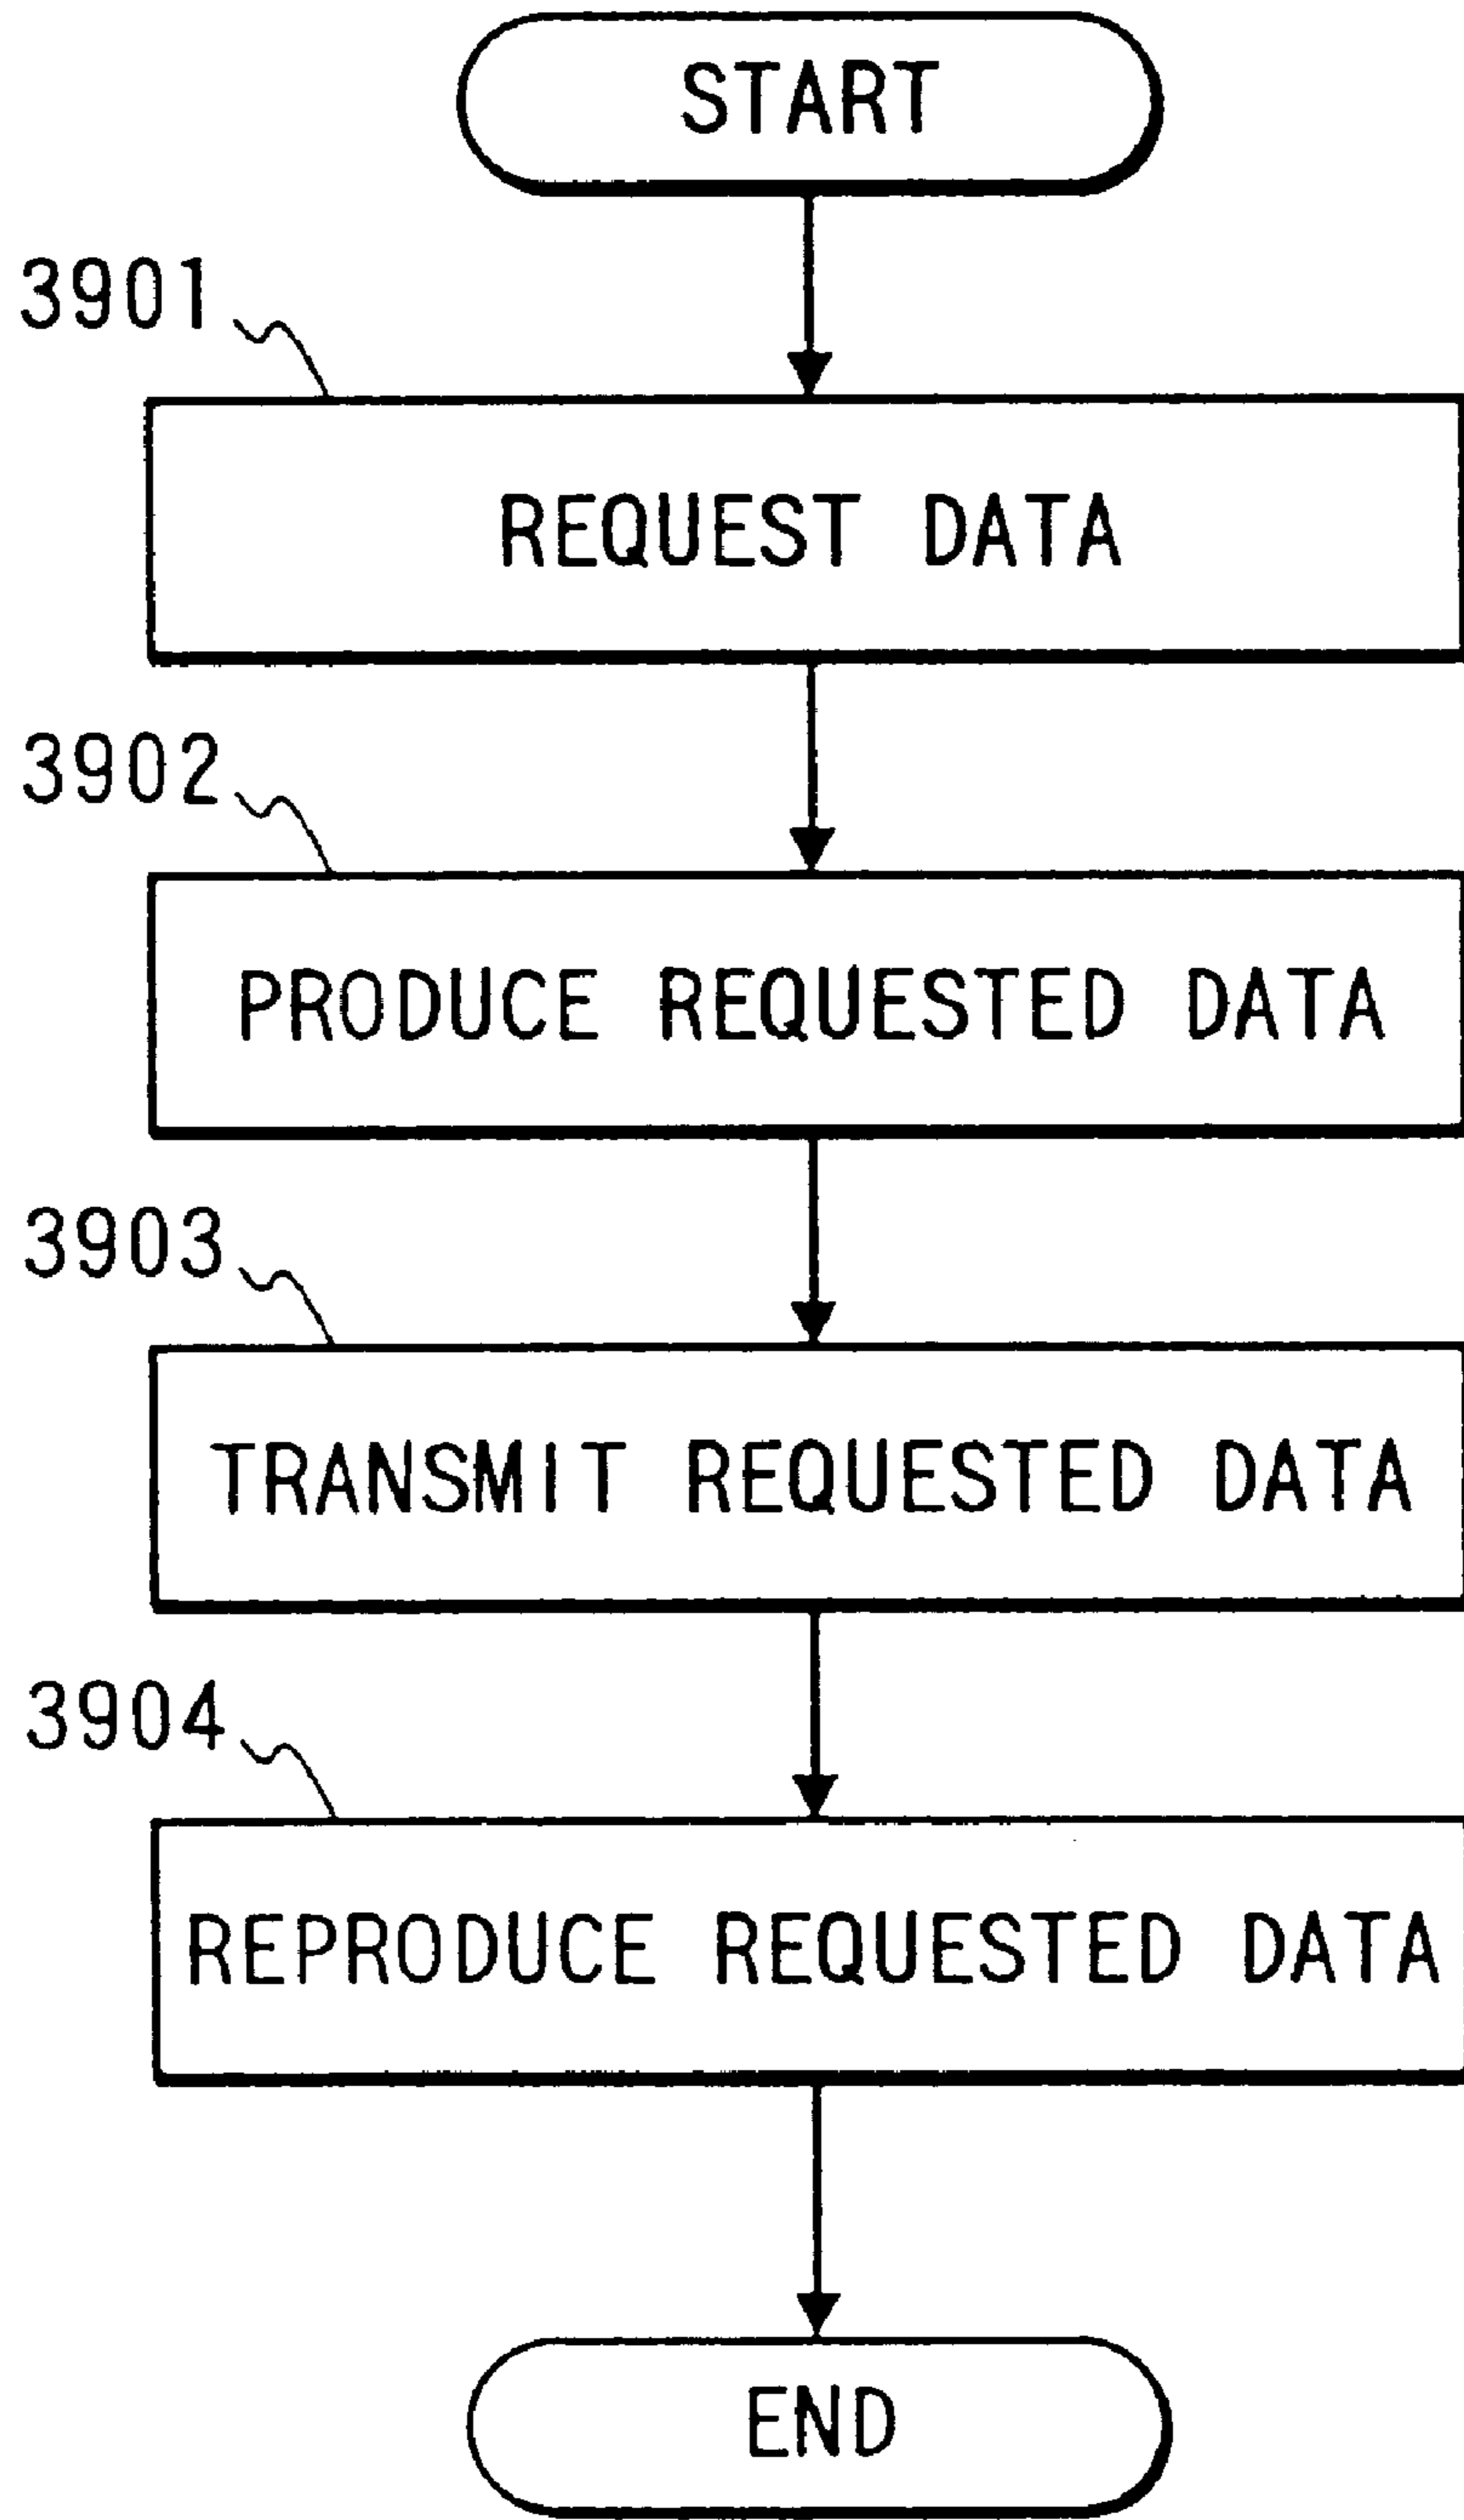 START
3901
REQUEST DATA
3902
PRODUCE REQUESTED DATA
3903
TRANSMIT REQUESTED DATA
3904
REPRODUCE REQUESTED DATA
END